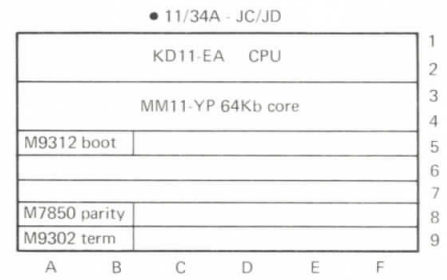 • 11/34A - JC/JD
KD11-EA CPU
1
2
MM11-YP 64Kb core
3
4
M9312 boot
5
6
7
M7850 parity
8
M9302 term
9
A B C D E F